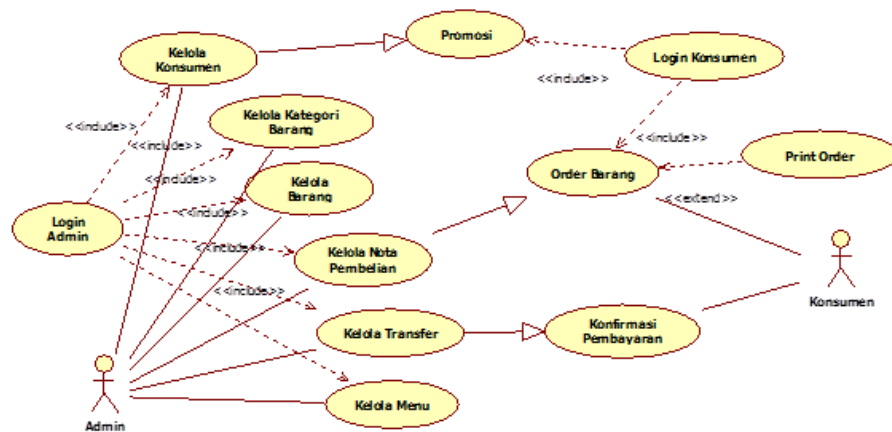 Promosi
Kelola
Konsumen
Login Konsumen
<<include>>
Kelola Kategori
Barang
<<include>>
<<include>>
<<include>>
Print Order
Kelola
Barang
Order Barang
<<include>>
<<extend>>
Login
Admin
<<include>>
<<include>>
Kelola Nota
Pembelian
<<include>>
Konsumen
Kelola Transfer
Konfirmasi
Pembayaran
Kelola Menu
Admin